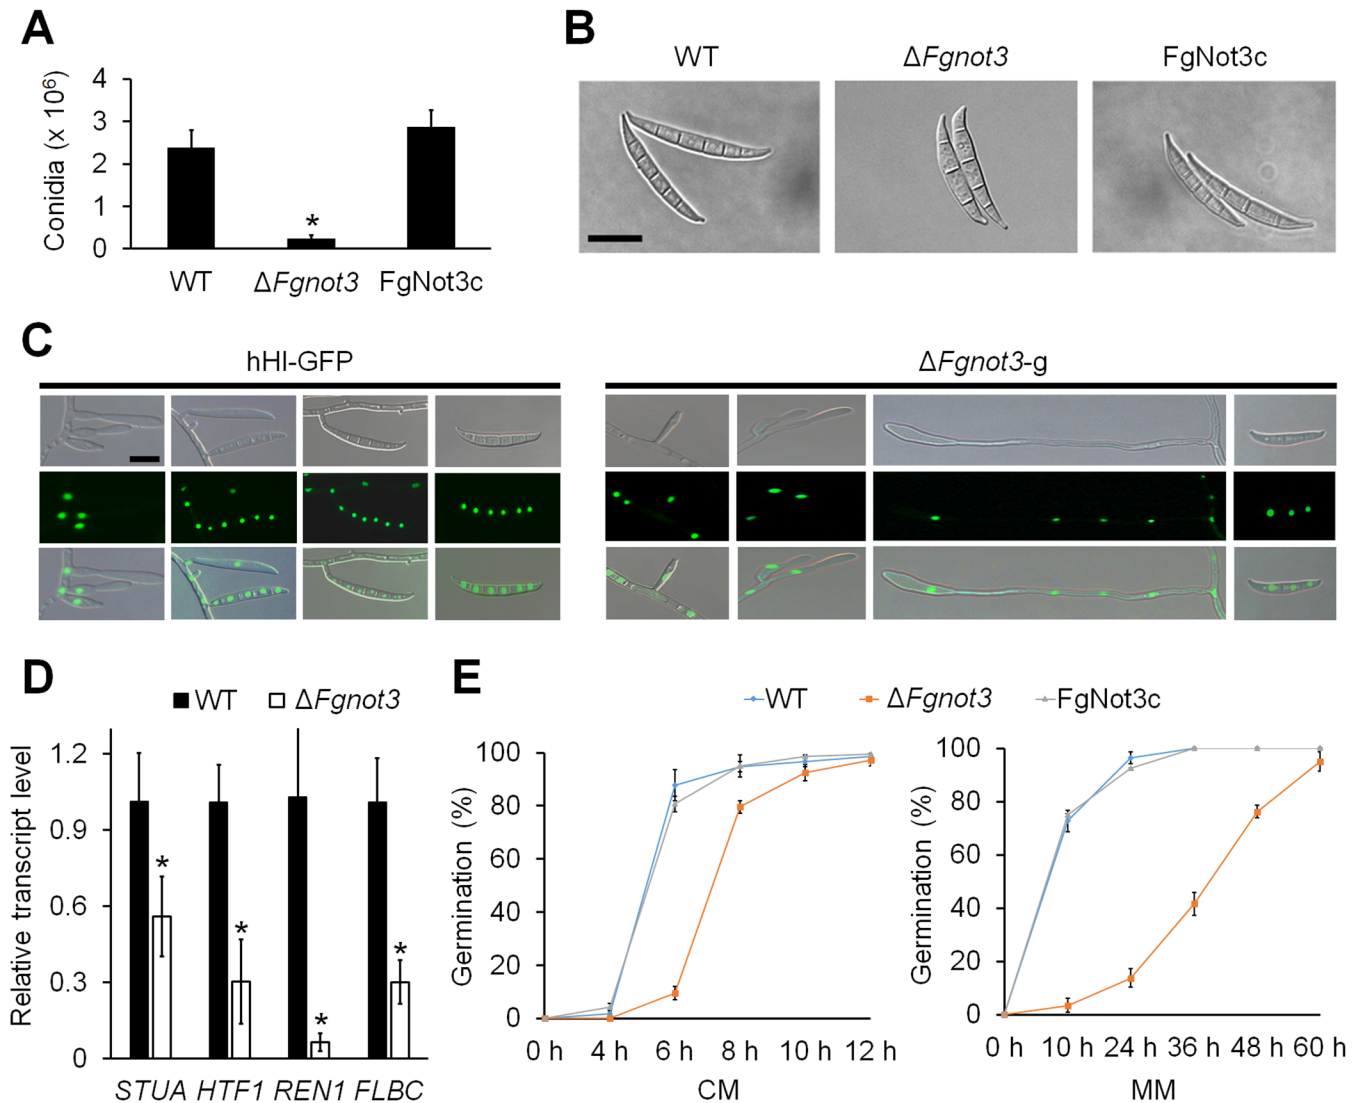 A
Conidia (x 10⁶)
4
3
2
1
0
*
WT
ΔFgnot3
FgNot3c
B
WT
ΔFgnot3
FgNot3c
C
hHI-GFP
ΔFgnot3-g
D
WT
ΔFgnot3
Relative transcript level
1.2
0.9
0.6
0.3
0
*
*
*
*
STUA HTF1 REN1 FLBC
E
WT
ΔFgnot3
FgNot3c
Germination (%)
100
80
60
40
20
0
0 h 4 h 6 h 8 h 10 h 12 h
CM
Germination (%)
100
80
60
40
20
0
0 h 10 h 24 h 36 h 48 h 60 h
MM